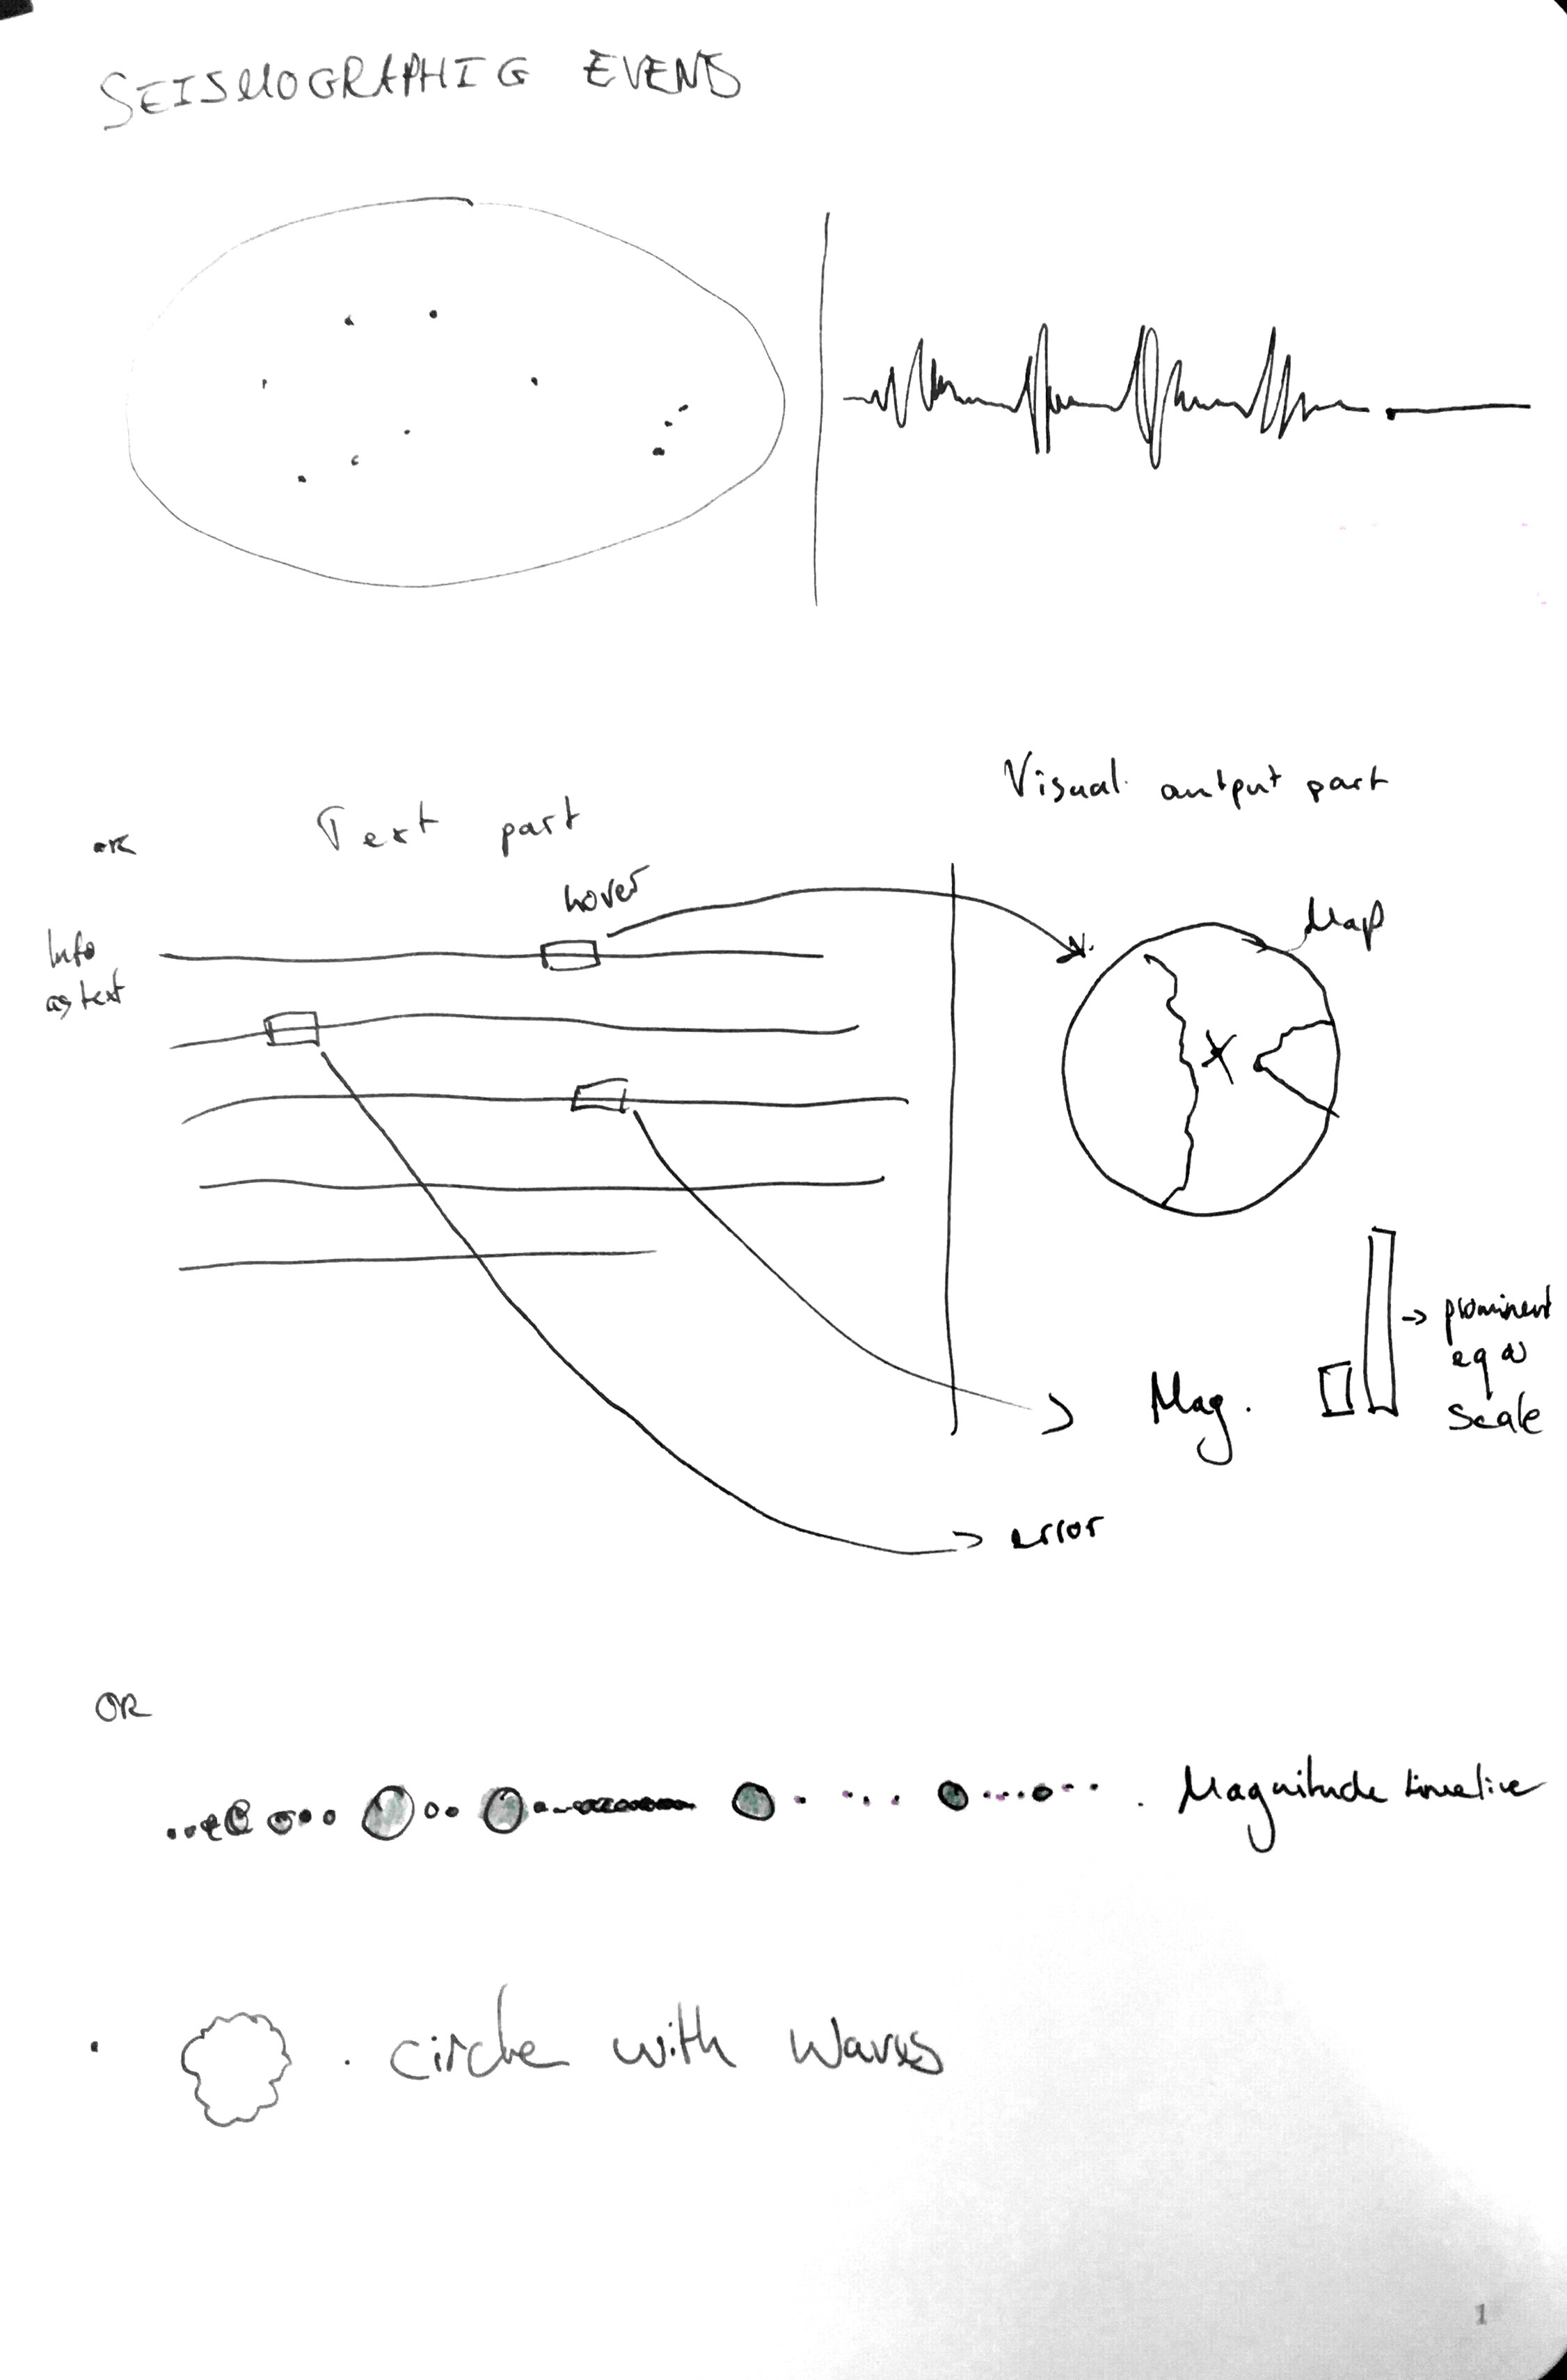 SEISMOGRAPHIG EVENTS
Visual output part
OR
Text part
hover
Info
as text
Map
→ prominent
eq as
scale
Mag.
error
OR
Magnitude timeline
. circle with waves
1